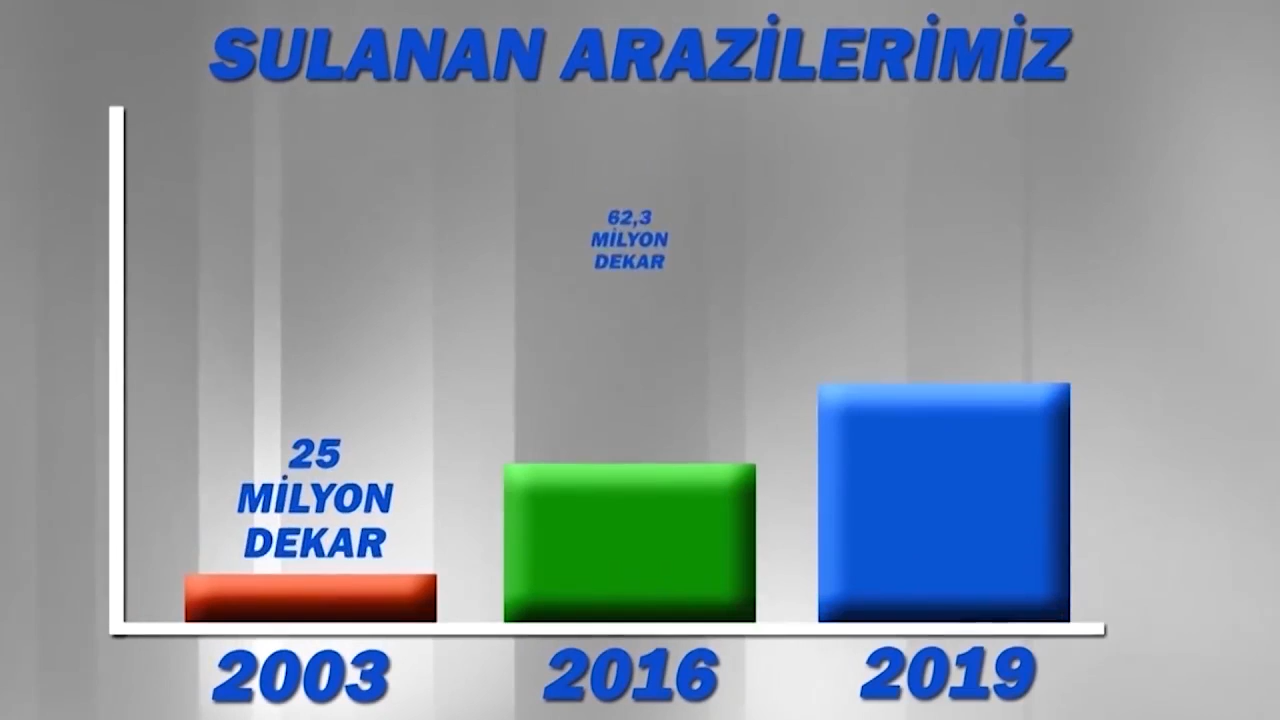 SULANAN ARAZİLERİMİZ
62,3
MİLYON
DEKAR
25
MİLYON
DEKAR
2003
2016
2019